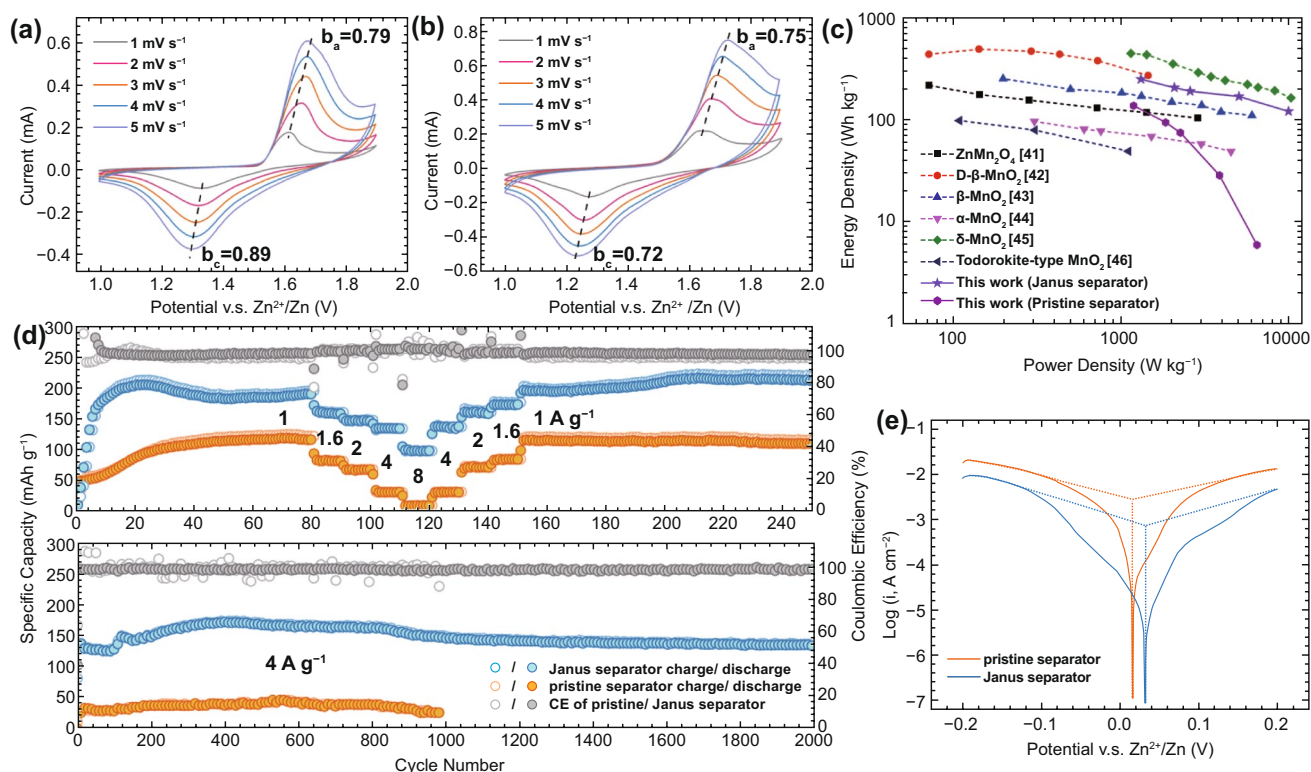 (a)
0.6
0.4
0.2
0.0
−0.2
−0.4
Current (mA)
1 mV s⁻¹
2 mV s⁻¹
3 mV s⁻¹
4 mV s⁻¹
5 mV s⁻¹
bₐ=0.79
b꜀=0.89
1.0 1.2 1.4 1.6 1.8 2.0
Potential v.s. Zn²⁺/Zn (V)
(b)
0.8
0.6
0.4
0.2
0.0
−0.2
−0.4
−0.6
Current (mA)
1 mV s⁻¹
2 mV s⁻¹
3 mV s⁻¹
4 mV s⁻¹
5 mV s⁻¹
bₐ=0.75
b꜀=0.72
1.0 1.2 1.4 1.6 1.8 2.0
Potential v.s. Zn²⁺ /Zn (V)
(c)
1000
100
10
1
Energy Density (Wh kg⁻¹)
ZnMn₂O₄ [41]
D-β-MnO₂ [42]
β-MnO₂ [43]
α-MnO₂ [44]
δ-MnO₂ [45]
Todorokite-type MnO₂ [46]
This work (Janus separator)
This work (Pristine separator)
100 1000 10000
Power Density (W kg⁻¹)
(d)
300
250
200
150
100
50
0
1
1.6
2
4
8
4
2
1.6
1 A g⁻¹
100
80
60
40
20
0
0 20 40 60 80 100 120 140 160 180 200 220 240
Specific Capacity (mAh g⁻¹)
Coulombic Efficiency (%)
300
250
200
150
100
50
0
4 A g⁻¹
/ Janus separator charge/ discharge
/ pristine separator charge/ discharge
/ CE of pristine/ Janus separator
100
80
60
40
20
0
0 200 400 600 800 1000 1200 1400 1600 1800 2000
Cycle Number
(e)
−1
−2
−3
−4
−5
−6
−7
Log (i, A cm⁻²)
pristine separator
Janus separator
−0.2 −0.1 0.0 0.1 0.2
Potential v.s. Zn²⁺/Zn (V)